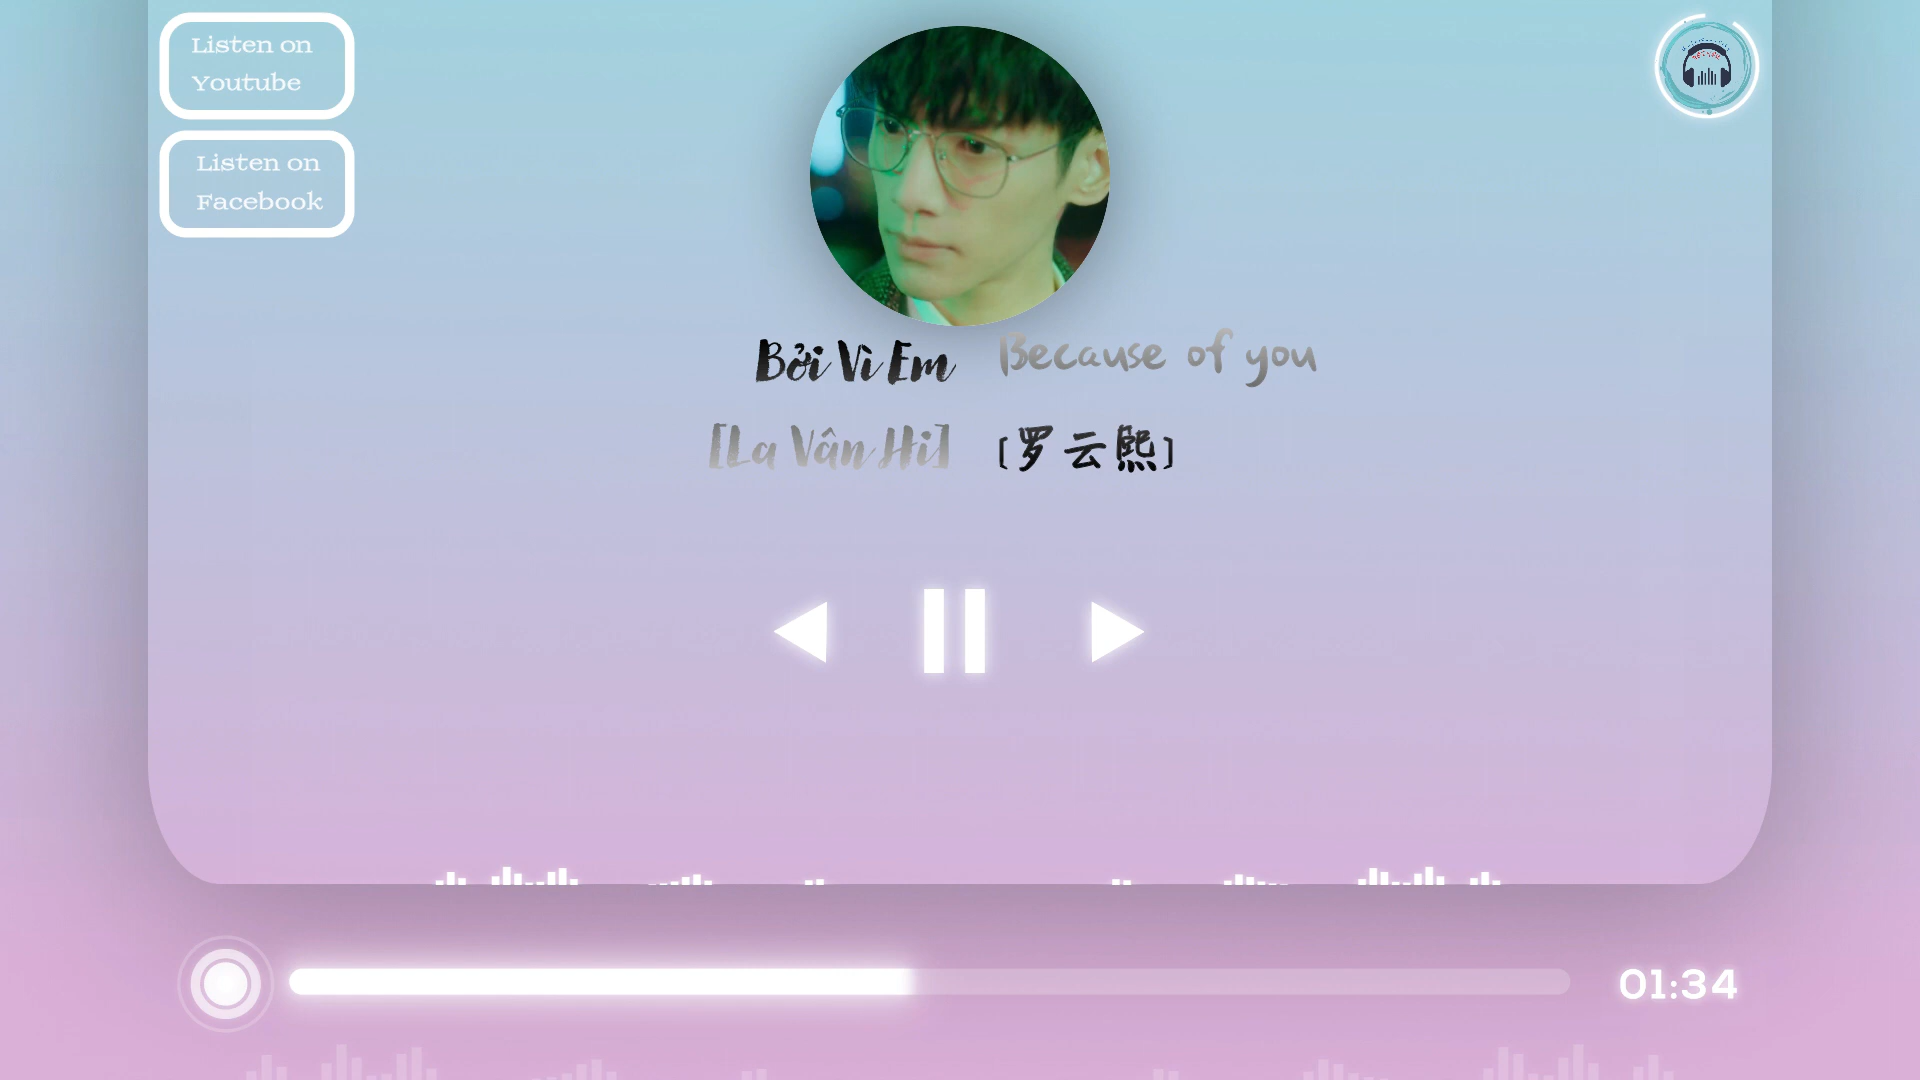 Listen on
Youtube
Listen on
Facebook
Bởi Vì Em Because of you
[La Vân Hi] [罗云熙]
01:34